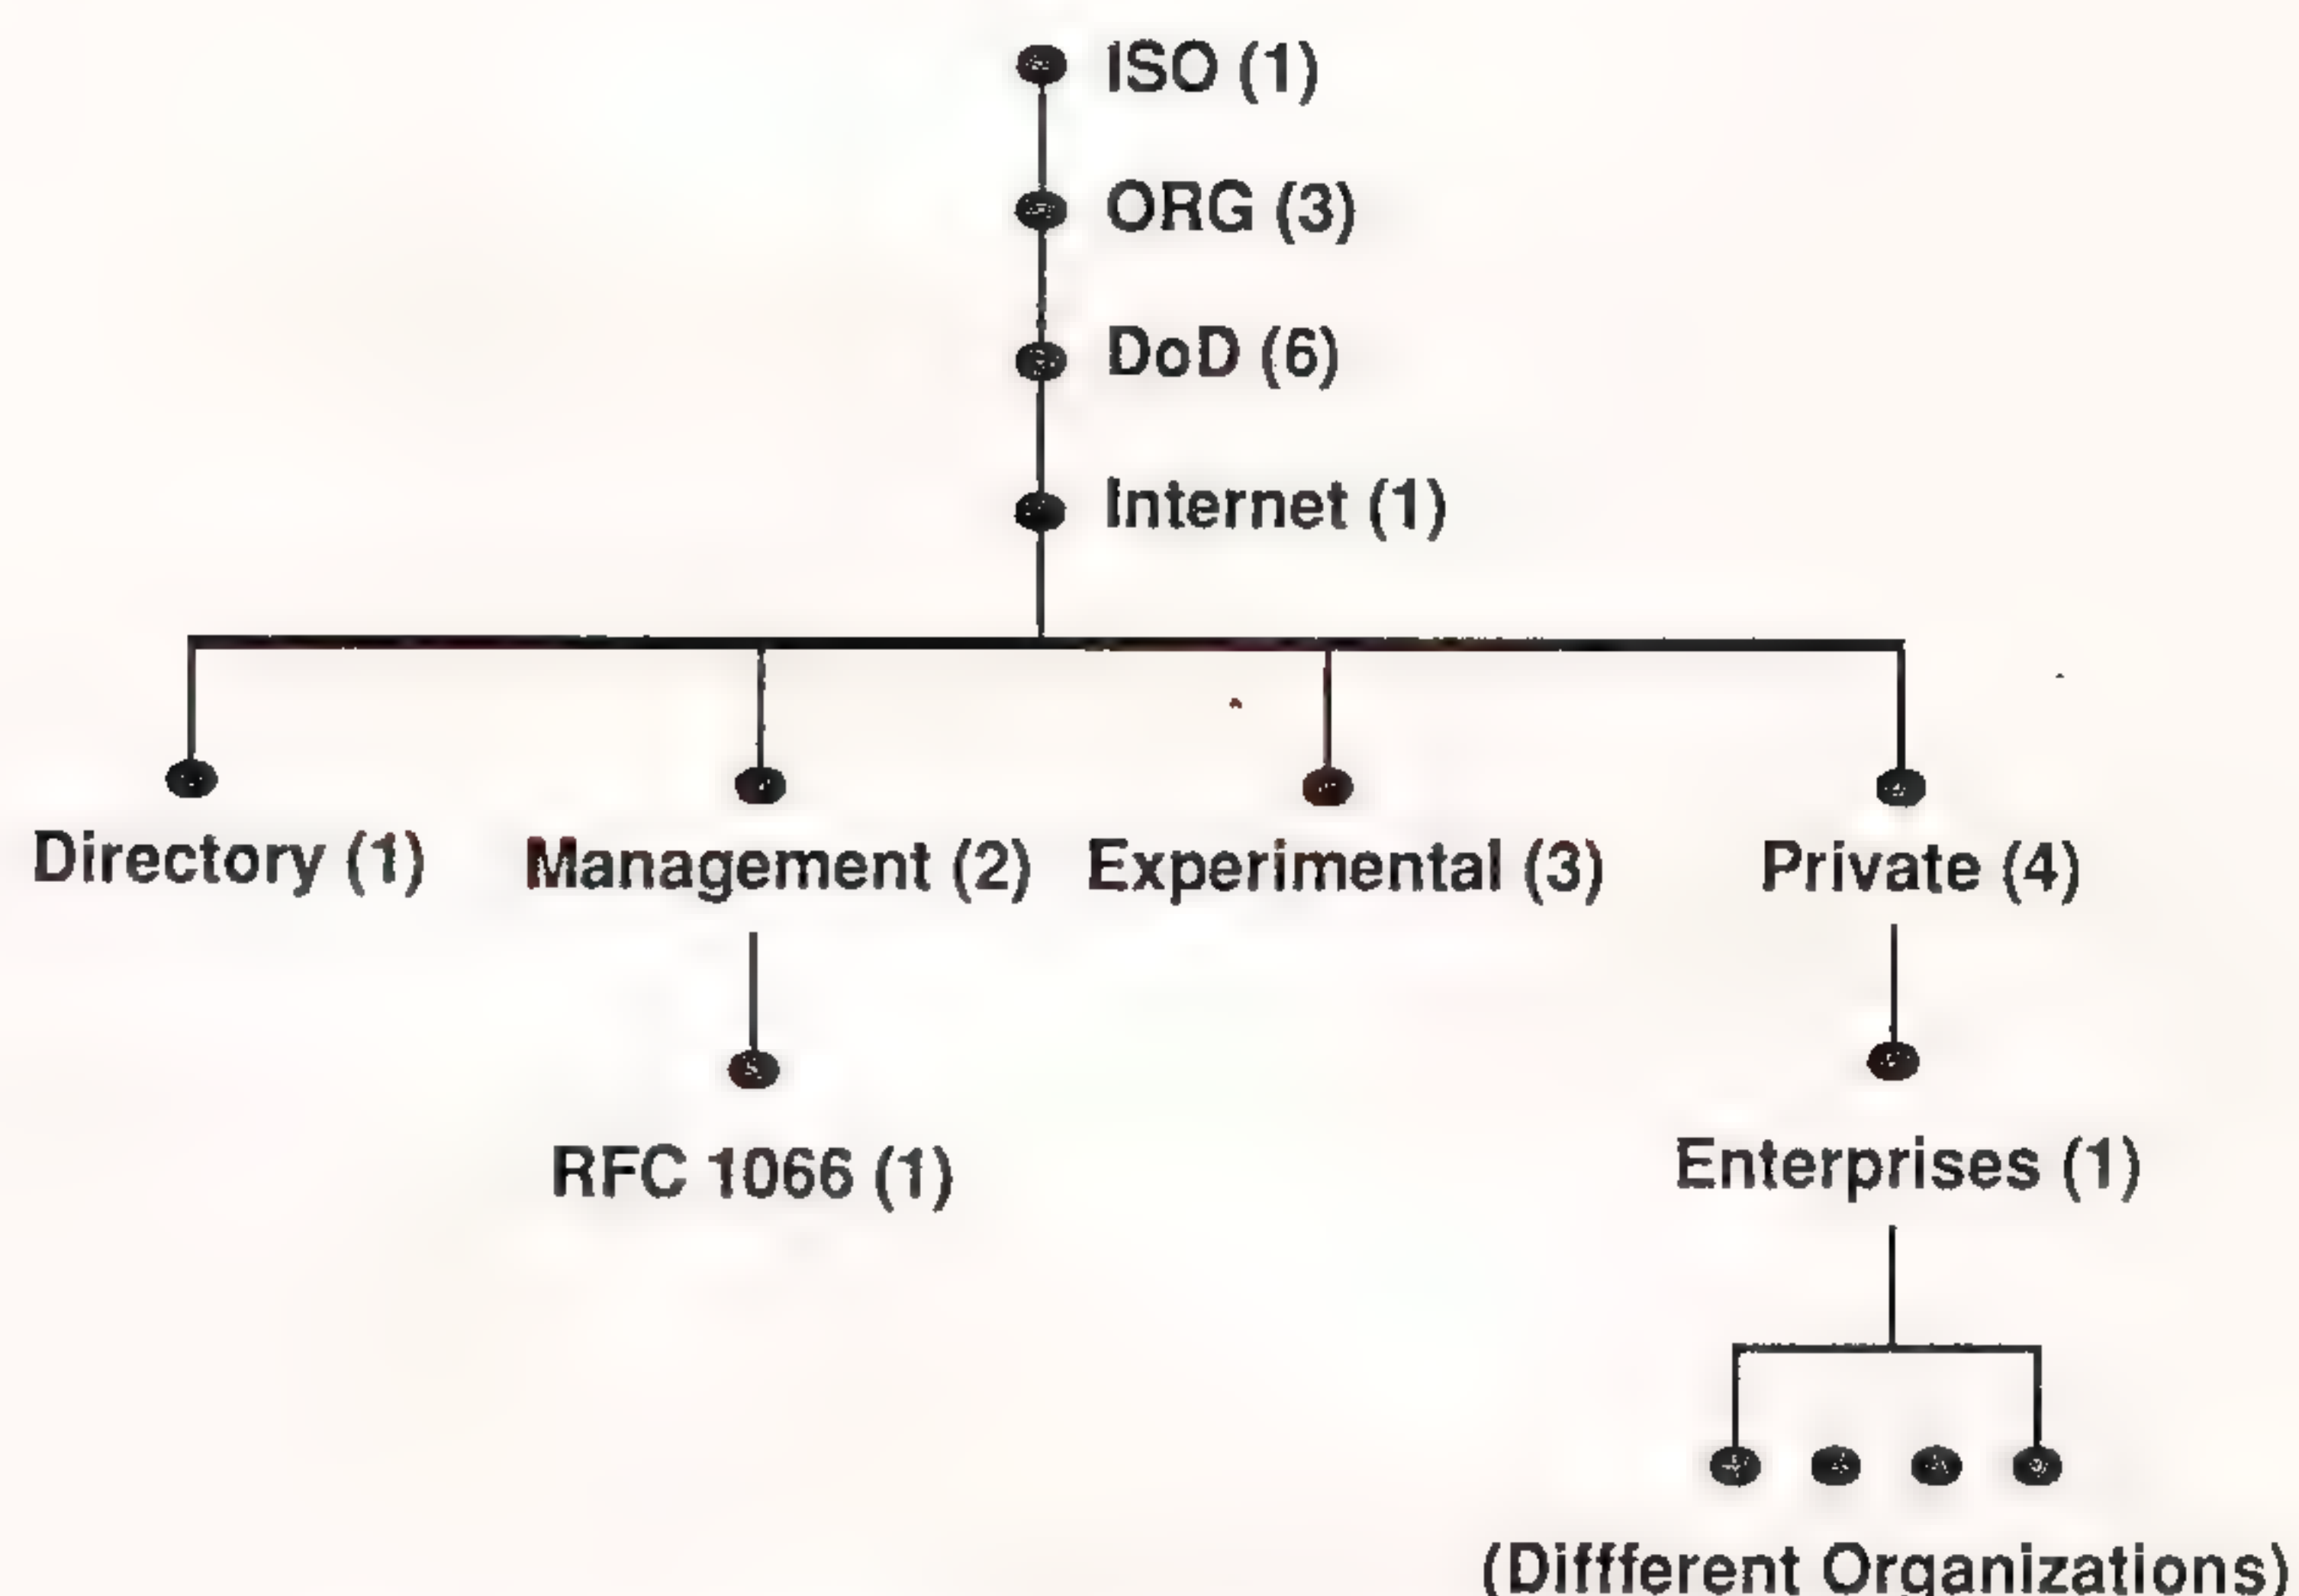 ISO (1)
ORG (3)
DoD (6)
Internet (1)
Directory (1) Management (2) Experimental (3) Private (4)
RFC 1066 (1) Enterprises (1)
(Diffferent Organizations)